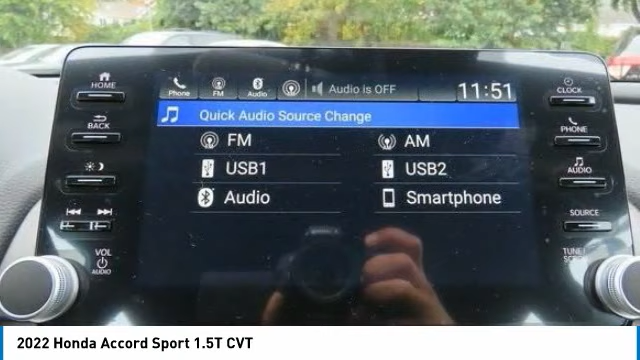 HOME
Phone
FM
Audio
Audio is OFF
11:51
CLOCK
Quick Audio Source Change
BACK
FM
AM
PHONE
USB1
USB2
AUDIO
Audio
Smartphone
SOURCE
VOL
AUDIO
TUNE/
2022 Honda Accord Sport 1.5T CVT